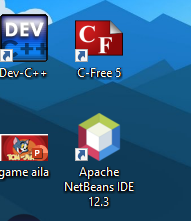 DEV
C++
Dev-C++
CF
C-Free 5
game aila
Apache
NetBeans IDE
12.3